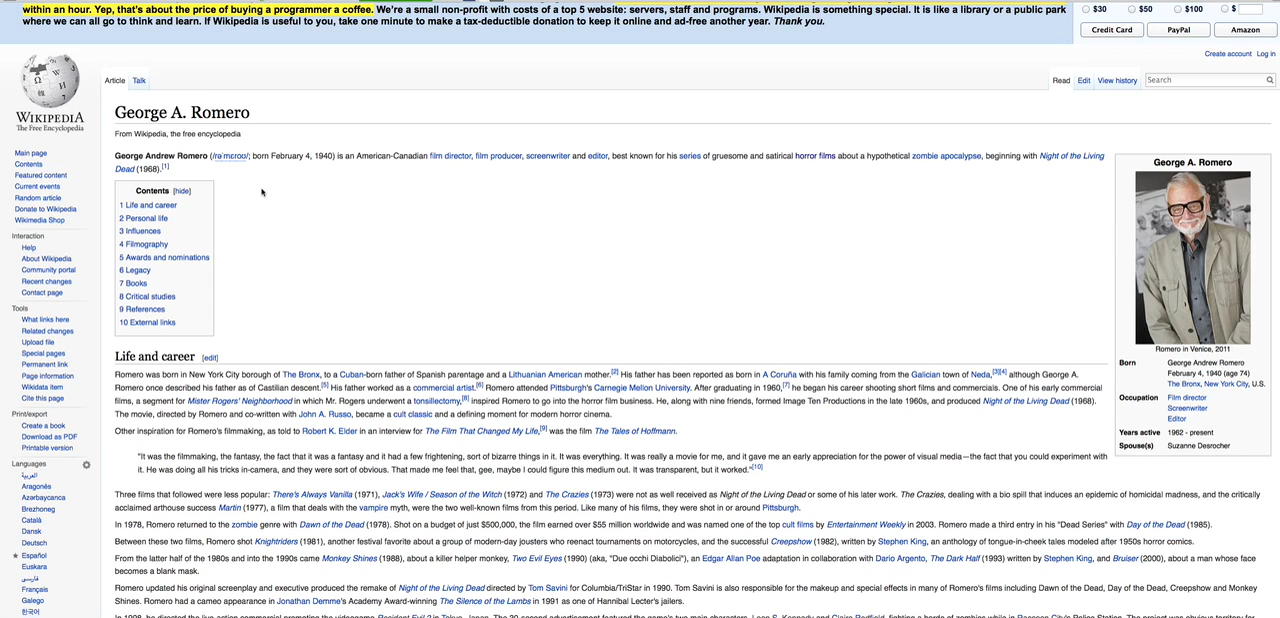 within an hour. Yep, that's about the price of buying a programmer a coffee. We're a small non-profit with costs of a top 5 website: servers, staff and programs. Wikipedia is something special. It is like a library or a public park
where we can all go to think and learn. If Wikipedia is useful to you, take one minute to make a tax-deductible donation to keep it online and ad-free another year. Thank you.
$30 $50 $100 $
Credit Card PayPal Amazon
Create account Log in
WIKIPEDIA
The Free Encyclopedia
Article Talk
Read Edit View history Search
George A. Romero
From Wikipedia, the free encyclopedia
George Andrew Romero (/rəˈmɛroʊ/; born February 4, 1940) is an American-Canadian film director, film producer, screenwriter and editor, best known for his series of gruesome and satirical horror films about a hypothetical zombie apocalypse, beginning with Night of the Living
Dead (1968).[1]
Contents [hide]
1 Life and career
2 Personal life
3 Influences
4 Filmography
5 Awards and nominations
6 Legacy
7 Books
8 Critical studies
9 References
10 External links
Main page
Contents
Featured content
Current events
Random article
Donate to Wikipedia
Wikimedia Shop
Interaction
Help
About Wikipedia
Community portal
Recent changes
Contact page
Tools
What links here
Related changes
Upload file
Special pages
Permanent link
Page information
Wikidata item
Cite this page
Print/export
Create a book
Download as PDF
Printable version
Languages
العربية
Aragonés
Azərbaycanca
Brezhoneg
Català
Dansk
Deutsch
Español
Euskara
فارسی
Français
Galego
한국어
George A. Romero
Romero in Venice, 2011
Born George Andrew Romero
February 4, 1940 (age 74)
The Bronx, New York City, U.S.
Occupation Film director
Screenwriter
Editor
Years active 1962 - present
Spouse(s) Suzanne Desrocher
Life and career [edit]
Romero was born in New York City borough of The Bronx, to a Cuban-born father of Spanish parentage and a Lithuanian American mother.[2] His father has been reported as born in A Coruña with his family coming from the Galician town of Neda,[3][4] although George A.
Romero once described his father as of Castilian descent.[5] His father worked as a commercial artist.[6] Romero attended Pittsburgh's Carnegie Mellon University. After graduating in 1960,[7] he began his career shooting short films and commercials. One of his early commercial
films, a segment for Mister Rogers' Neighborhood in which Mr. Rogers underwent a tonsillectomy,[8] inspired Romero to go into the horror film business. He, along with nine friends, formed Image Ten Productions in the late 1960s, and produced Night of the Living Dead (1968).
The movie, directed by Romero and co-written with John A. Russo, became a cult classic and a defining moment for modern horror cinema.
Other inspiration for Romero's filmmaking, as told to Robert K. Elder in an interview for The Film That Changed My Life,[9] was the film The Tales of Hoffmann.
"It was the filmmaking, the fantasy, the fact that it was a fantasy and it had a few frightening, sort of bizarre things in it. It was everything. It was really a movie for me, and it gave me an early appreciation for the power of visual media—the fact that you could experiment with
it. He was doing all his tricks in-camera, and they were sort of obvious. That made me feel that, gee, maybe I could figure this medium out. It was transparent, but it worked."[10]
Three films that followed were less popular: There's Always Vanilla (1971), Jack's Wife / Season of the Witch (1972) and The Crazies (1973) were not as well received as Night of the Living Dead or some of his later work. The Crazies, dealing with a bio spill that induces an epidemic of homicidal madness, and the critically
acclaimed arthouse success Martin (1977), a film that deals with the vampire myth, were the two well-known films from this period. Like many of his films, they were shot in or around Pittsburgh.
In 1978, Romero returned to the zombie genre with Dawn of the Dead (1978). Shot on a budget of just $500,000, the film earned over $55 million worldwide and was named one of the top cult films by Entertainment Weekly in 2003. Romero made a third entry in his "Dead Series" with Day of the Dead (1985).
Between these two films, Romero shot Knightriders (1981), another festival favorite about a group of modern-day jousters who reenact tournaments on motorcycles, and the successful Creepshow (1982), written by Stephen King, an anthology of tongue-in-cheek tales modeled after 1950s horror comics.
From the latter half of the 1980s and into the 1990s came Monkey Shines (1988), about a killer helper monkey, Two Evil Eyes (1990) (aka, "Due occhi Diabolici"), an Edgar Allan Poe adaptation in collaboration with Dario Argento, The Dark Half (1993) written by Stephen King, and Bruiser (2000), about a man whose face
becomes a blank mask.
Romero updated his original screenplay and executive produced the remake of Night of the Living Dead directed by Tom Savini for Columbia/TriStar in 1990. Tom Savini is also responsible for the makeup and special effects in many of Romero's films including Dawn of the Dead, Day of the Dead, Creepshow and Monkey
Shines. Romero had a cameo appearance in Jonathan Demme's Academy Award-winning The Silence of the Lambs in 1991 as one of Hannibal Lecter's jailers.